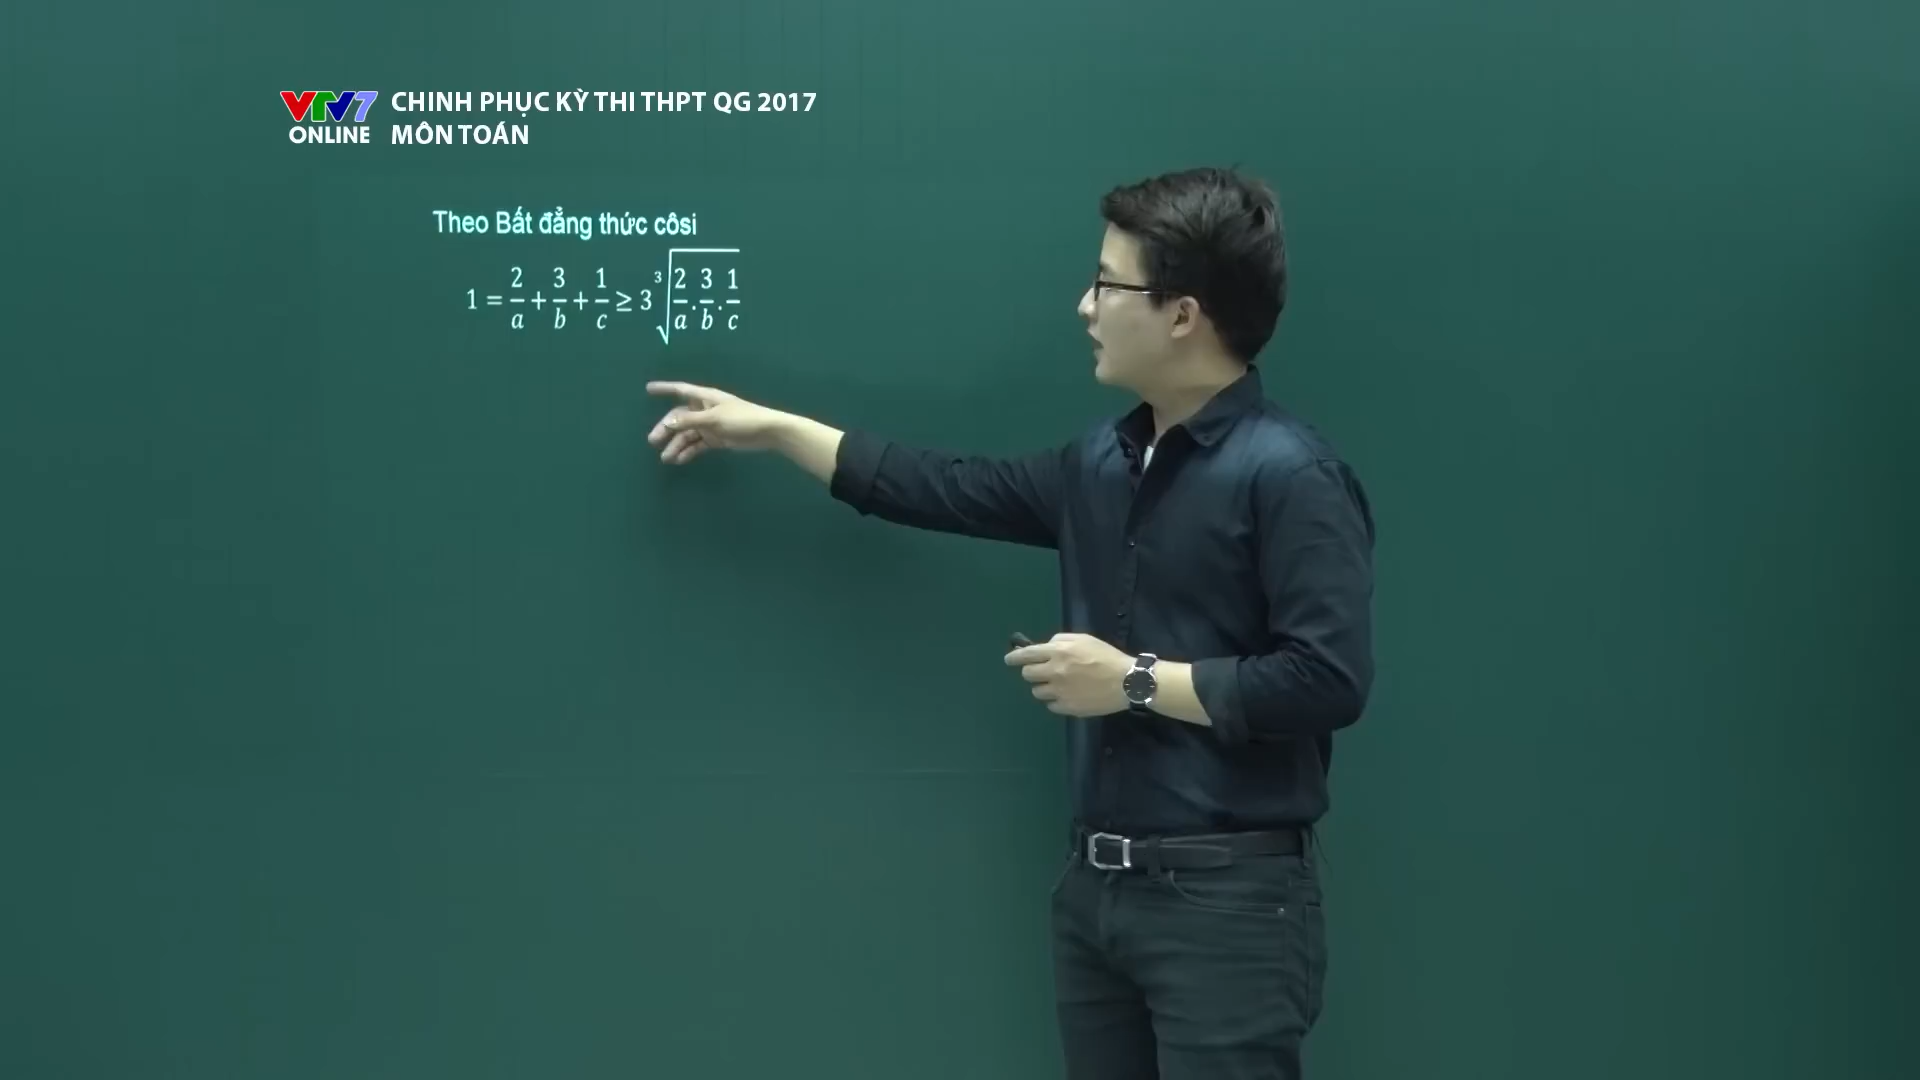 VTV7 ONLINE
CHINH PHỤC KỲ THI THPT QG 2017
MÔN TOÁN
Theo Bất đẳng thức côsi
1 = 2/a + 3/b + 1/c ≥ 3∛(2/a . 3/b . 1/c)